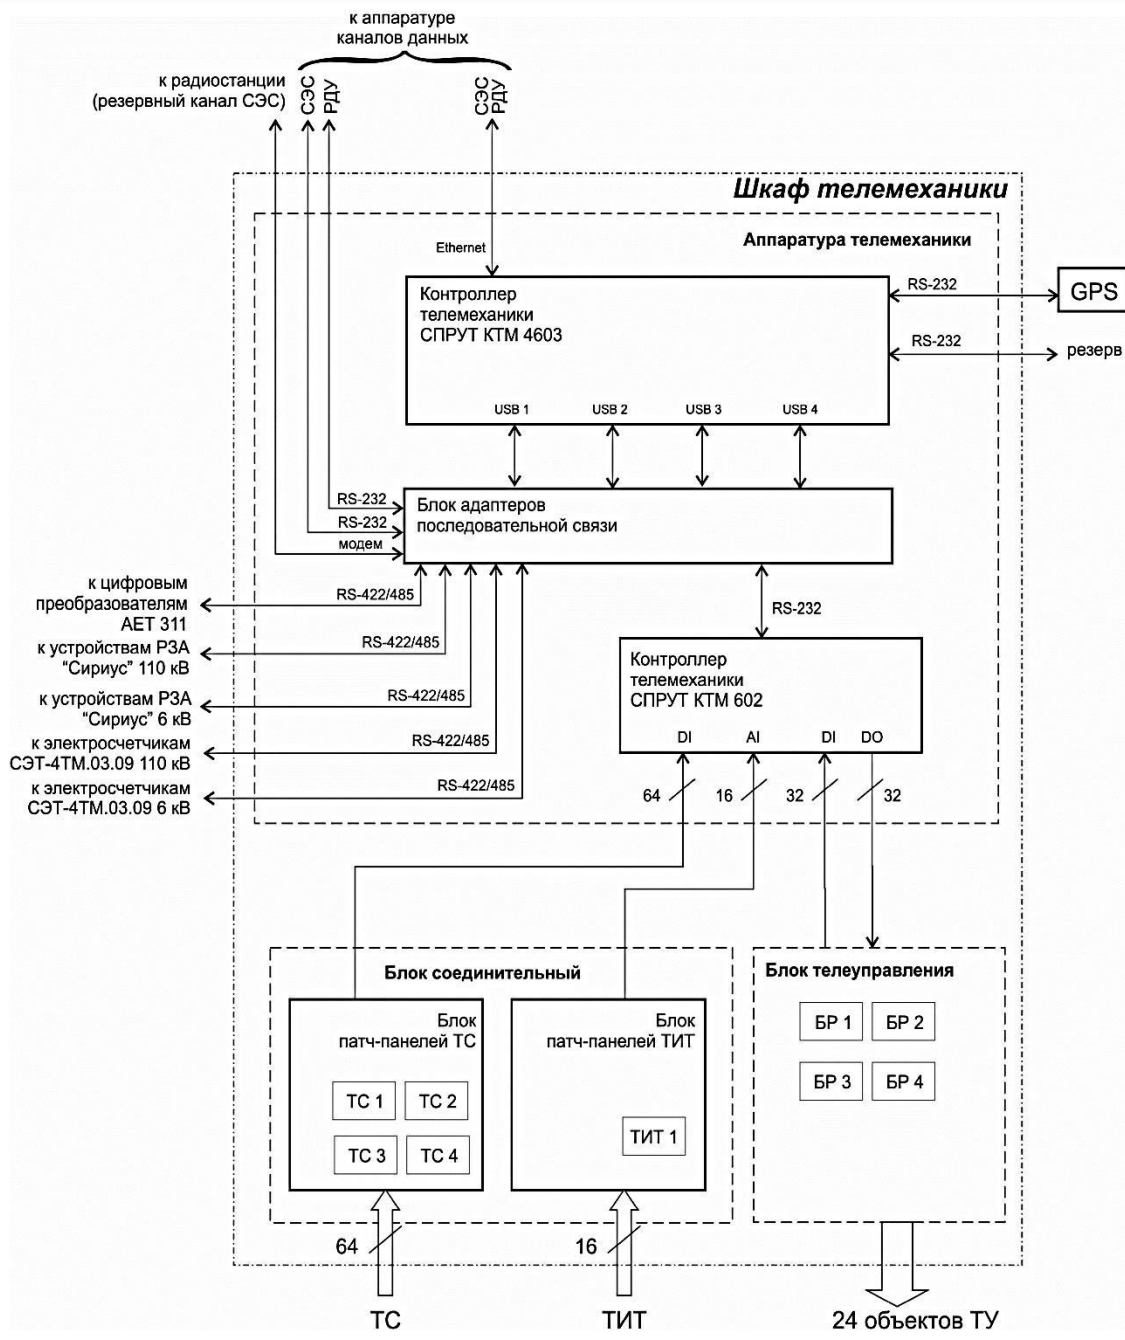 к аппаратуре
каналов данных
к радиостанции
(резервный канал СЭС)
СЭС
РДУ
СЭС
РДУ
Шкаф телемеханики
Аппаратура телемеханики
Ethernet
Контроллер
телемеханики
СПРУТ КТМ 4603
RS-232
GPS
RS-232
резерв
USB 1
USB 2
USB 3
USB 4
RS-232
RS-232
модем
Блок адаптеров
последовательной связи
к цифровым
преобразователям
АЕТ 311
RS-422/485
к устройствам РЗА
“Сириус” 110 кВ
RS-422/485
к устройствам РЗА
“Сириус” 6 кВ
RS-422/485
к электросчетчикам
СЭТ-4ТМ.03.09 110 кВ
RS-422/485
к электросчетчикам
СЭТ-4ТМ.03.09 6 кВ
RS-422/485
RS-232
Контроллер
телемеханики
СПРУТ КТМ 602
DI
AI
DI
DO
64
16
32
32
Блок соединительный
Блок
патч-панелей ТС
ТС 1
ТС 2
ТС 3
ТС 4
Блок
патч-панелей ТИТ
ТИТ 1
Блок телеуправления
БР 1
БР 2
БР 3
БР 4
64
16
ТС
ТИТ
24 объектов ТУ